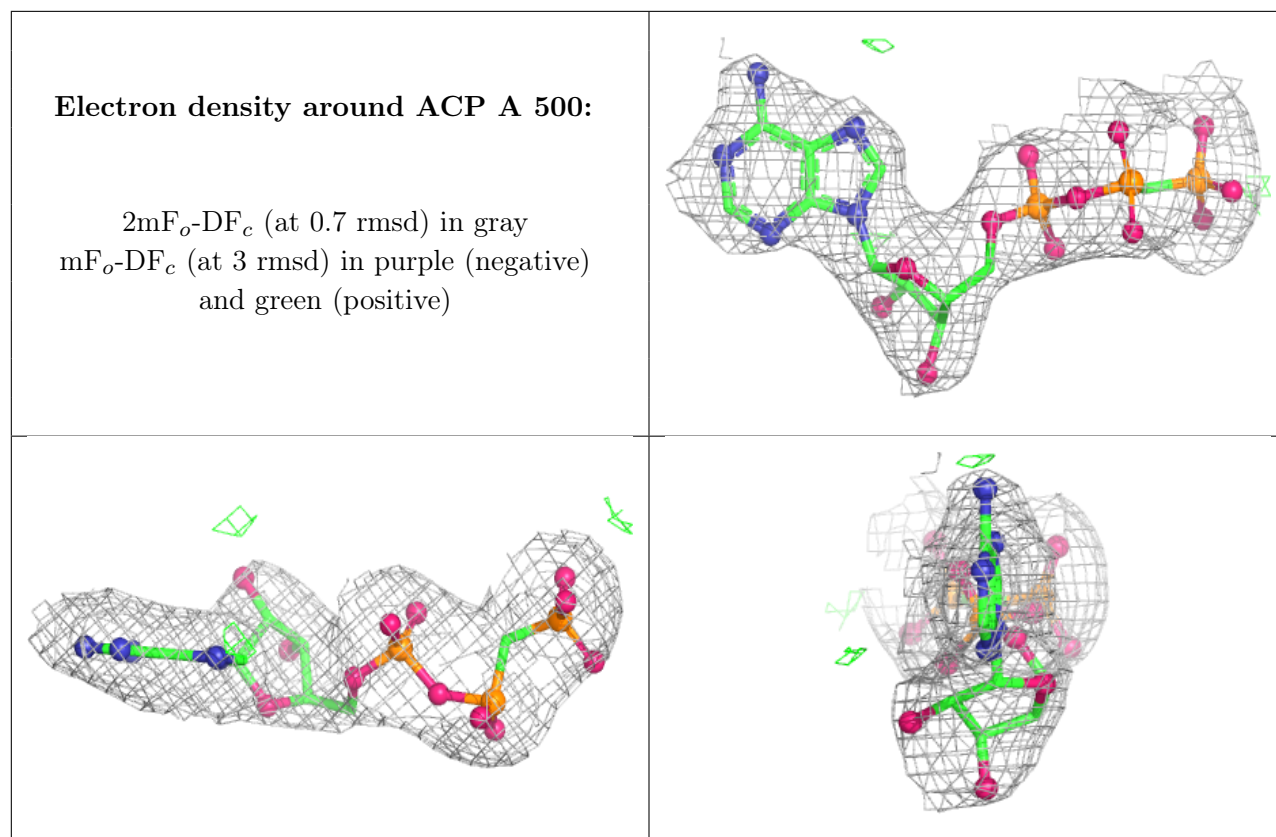 Electron density around ACP A 500:
2mFo-DFc (at 0.7 rmsd) in gray
mFo-DFc (at 3 rmsd) in purple (negative)
and green (positive)